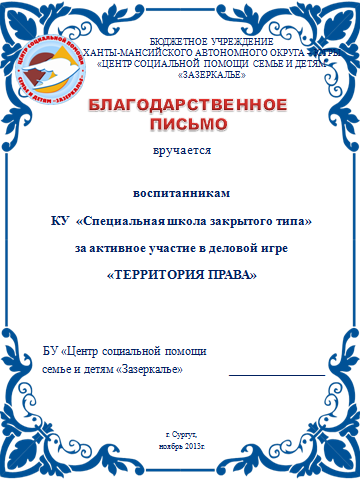 ЦЕНТР СОЦИАЛЬНОЙ ПОМОЩИ
СЕМЬЕ И ДЕТЯМ «ЗАЗЕРКАЛЬЕ»
БЮДЖЕТНОЕ УЧРЕЖДЕНИЕ
ХАНТЫ-МАНСИЙСКОГО АВТОНОМНОГО ОКРУГА – ЮГРЫ
«ЦЕНТР СОЦИАЛЬНОЙ ПОМОЩИ СЕМЬЕ И ДЕТЯМ
«ЗАЗЕРКАЛЬЕ»
БЛАГОДАРСТВЕННОЕ
ПИСЬМО
вручается
воспитанникам
КУ «Специальная школа закрытого типа»
за активное участие в деловой игре
«ТЕРРИТОРИЯ ПРАВА»
БУ «Центр социальной помощи
семье и детям «Зазеркалье»
г. Сургут,
ноябрь 2013г.